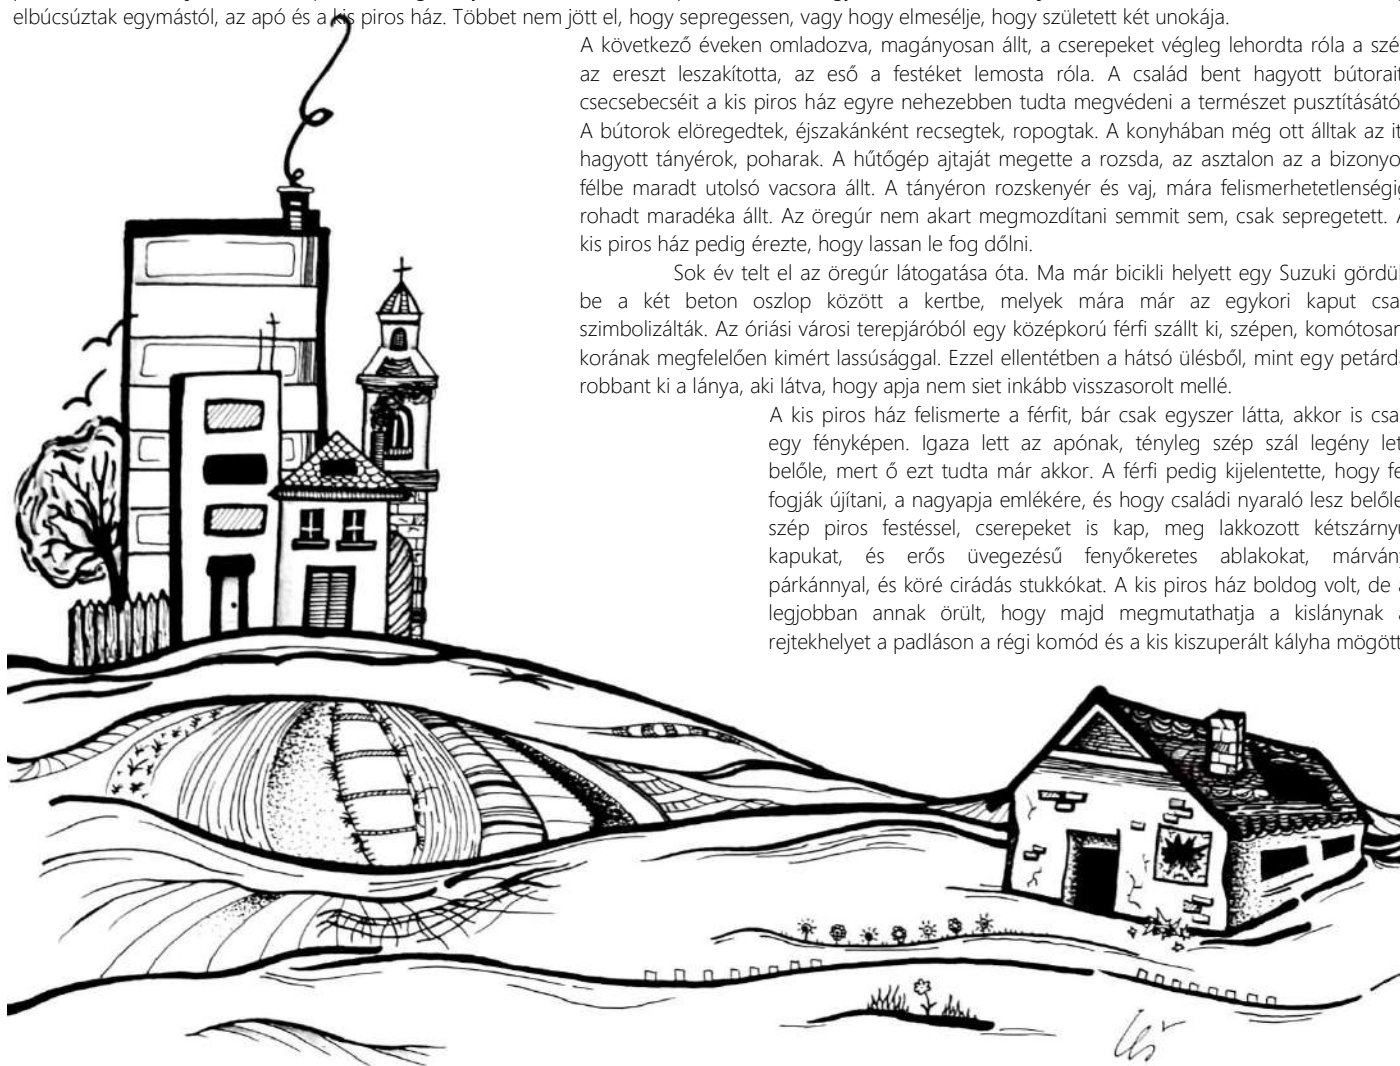 elbúcsúztak egymástól, az apó és a kis piros ház. Többet nem jött el, hogy sepregessen, vagy hogy elmesélje, hogy született két unokája.
A következő éveken omladozva, magányosan állt, a cserepeket végleg lehordta róla a szé
az ereszt leszakította, az eső a festéket lemosta róla. A család bent hagyott bútorait
csecsebecséit a kis piros ház egyre nehezebben tudta megvédeni a természet pusztításátó
A bútorok elöregedtek, éjszakánként recsegtek, ropogtak. A konyhában még ott álltak az it
hagyott tányérok, poharak. A hűtőgép ajtaját megette a rozsda, az asztalon az a bizonyo
félbe maradt utolsó vacsora állt. A tányéron rozskenyér és vaj, mára felismerhetetlenségig
rohadt maradéka állt. Az öregúr nem akart megmozdítani semmit sem, csak sepregetett. A
kis piros ház pedig érezte, hogy lassan le fog dőlni.
Sok év telt el az öregúr látogatása óta. Ma már bicikli helyett egy Suzuki gördül
be a két beton oszlop között a kertbe, melyek mára már az egykori kaput csa
szimbolizálták. Az óriási városi terepjáróból egy középkorú férfi szállt ki, szépen, komótosan
korának megfelelően kimért lassúsággal. Ezzel ellentétben a hátsó ülésből, mint egy petárda
robbant ki a lánya, aki látva, hogy apja nem siet inkább visszasorolt mellé.
A kis piros ház felismerte a férfit, bár csak egyszer látta, akkor is csa
egy fényképen. Igaza lett az apónak, tényleg szép szál legény let
belőle, mert ő ezt tudta már akkor. A férfi pedig kijelentette, hogy fe
fogják újítani, a nagyapja emlékére, és hogy családi nyaraló lesz belőle
szép piros festéssel, cserepeket is kap, meg lakkozott kétszárnyú
kapukat, és erős üvegezésű fenyőkeretes ablakokat, márvány
párkánnyal, és köré cirádás stukkókat. A kis piros ház boldog volt, de a
legjobban annak örült, hogy majd megmutathatja a kislánynak a
rejtekhelyet a padláson a régi komód és a kis kiszuperált kályha mögött